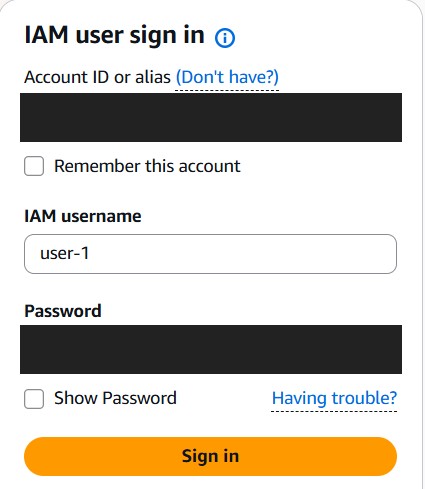 IAM user sign in
Account ID or alias (Don't have?)
Remember this account
IAM username
user-1
Password
Show Password Having trouble?
Sign in